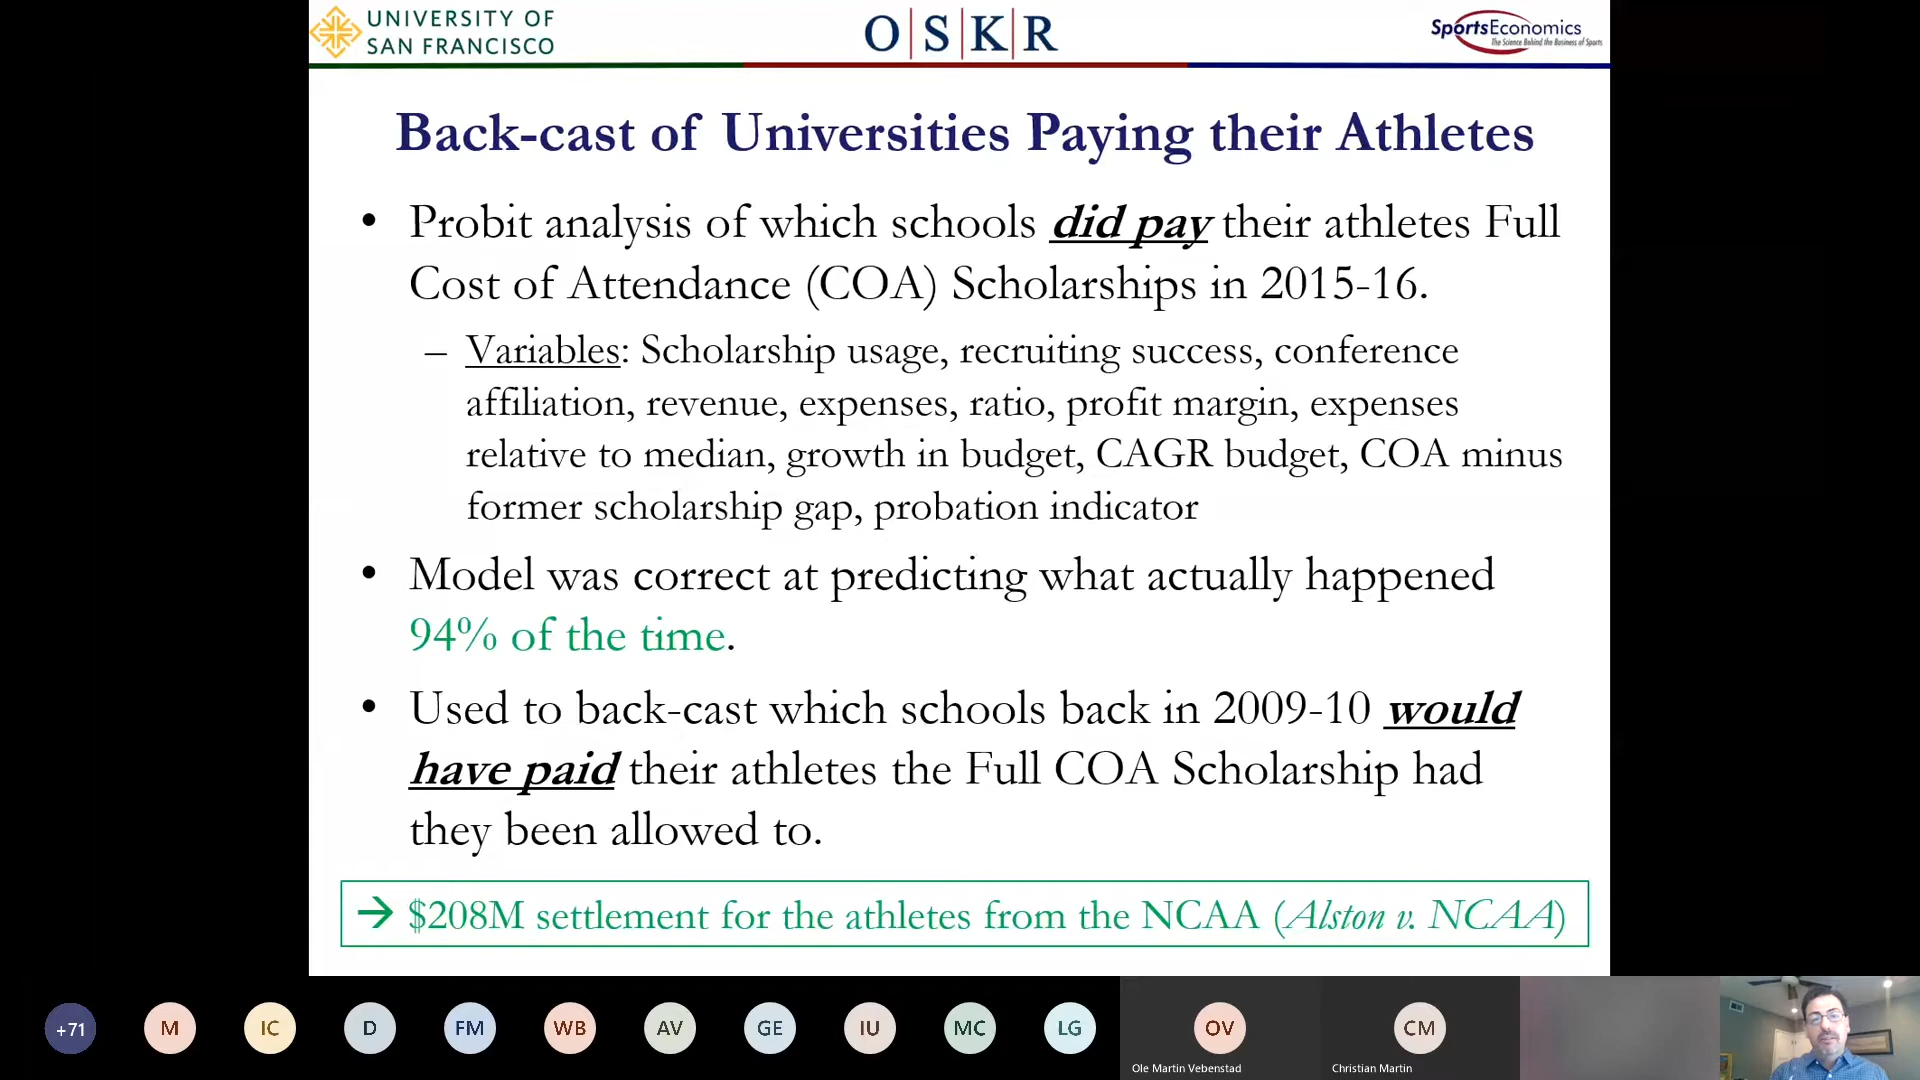 UNIVERSITY OF
SAN FRANCISCO
O|S|K|R
SportsEconomics
The Science Behind the Business of Sports
Back-cast of Universities Paying their Athletes
• Probit analysis of which schools did pay their athletes Full
Cost of Attendance (COA) Scholarships in 2015-16.
– Variables: Scholarship usage, recruiting success, conference
affiliation, revenue, expenses, ratio, profit margin, expenses
relative to median, growth in budget, CAGR budget, COA minus
former scholarship gap, probation indicator
• Model was correct at predicting what actually happened
94% of the time.
• Used to back-cast which schools back in 2009-10 would
have paid their athletes the Full COA Scholarship had
they been allowed to.
→ $208M settlement for the athletes from the NCAA (Alston v. NCAA)
+71 M IC D FM WB AV GE IU MC LG OV CM
Ole Martin Vebenstad
Christian Martin